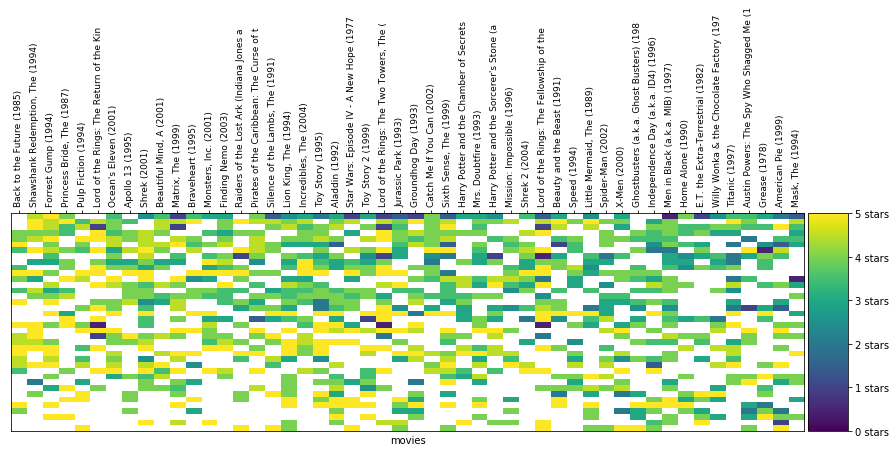 Back to the Future (1985)
Shawshank Redemption, The (1994)
Forrest Gump (1994)
Princess Bride, The (1987)
Pulp Fiction (1994)
Lord of the Rings: The Return of the Kin
Ocean's Eleven (2001)
Apollo 13 (1995)
Shrek (2001)
Beautiful Mind, A (2001)
Matrix, The (1999)
Braveheart (1995)
Monsters, Inc. (2001)
Finding Nemo (2003)
Raiders of the Lost Ark (Indiana Jones a
Pirates of the Caribbean: The Curse of t
Silence of the Lambs, The (1991)
Lion King, The (1994)
Incredibles, The (2004)
Toy Story (1995)
Aladdin (1992)
Star Wars: Episode IV - A New Hope (1977
Toy Story 2 (1999)
Lord of the Rings: The Two Towers, The (
Jurassic Park (1993)
Groundhog Day (1993)
Catch Me If You Can (2002)
Sixth Sense, The (1999)
Harry Potter and the Chamber of Secrets
Mrs. Doubtfire (1993)
Harry Potter and the Sorcerer's Stone (a
Mission: Impossible (1996)
Shrek 2 (2004)
Lord of the Rings: The Fellowship of the
Beauty and the Beast (1991)
Speed (1994)
Little Mermaid, The (1989)
Spider-Man (2002)
X-Men (2000)
Ghostbusters (a.k.a. Ghost Busters) (198
Independence Day (a.k.a. ID4) (1996)
Men in Black (a.k.a. MIB) (1997)
Home Alone (1990)
E.T. the Extra-Terrestrial (1982)
Willy Wonka & the Chocolate Factory (197
Titanic (1997)
Austin Powers: The Spy Who Shagged Me (1
Grease (1978)
American Pie (1999)
Mask, The (1994)
5 stars
4 stars
3 stars
2 stars
1 stars
0 stars
movies